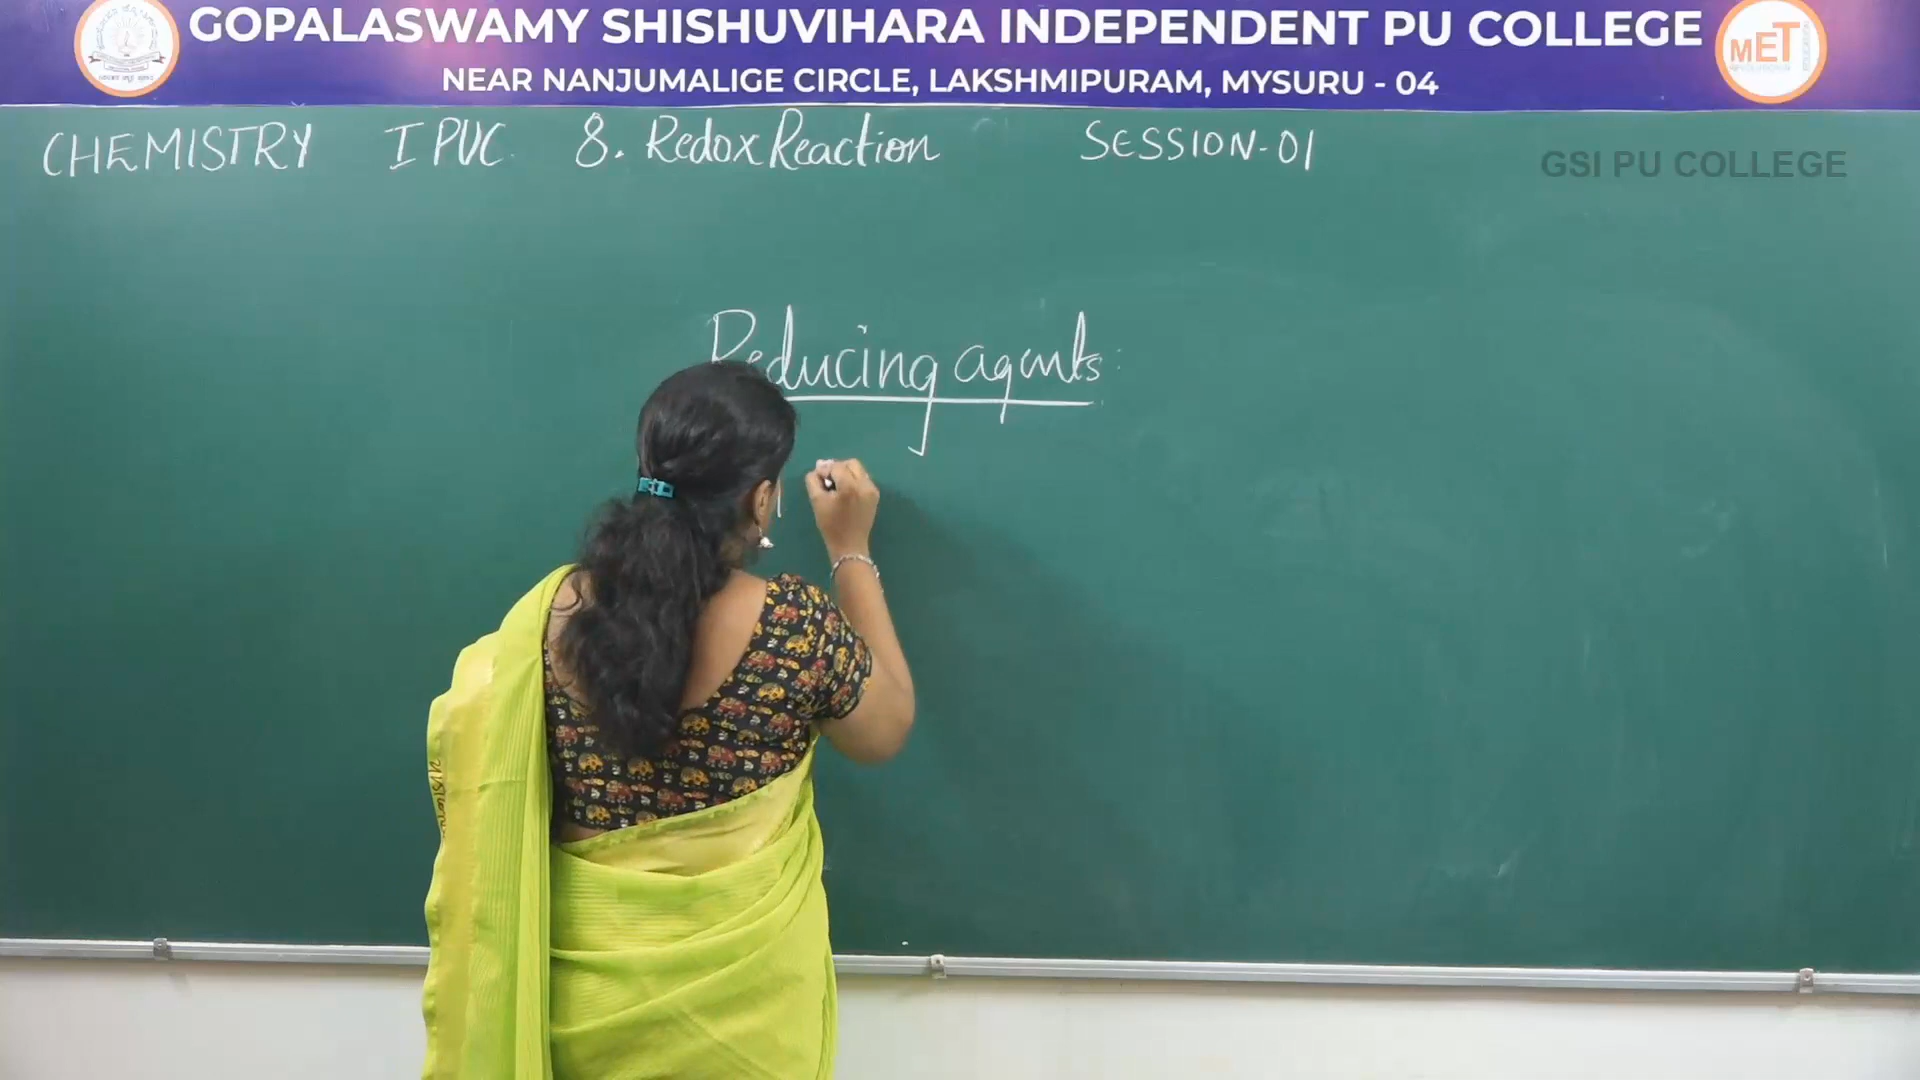 GOPALASWAMY SHISHUVIHARA INDEPENDENT PU COLLEGE
NEAR NANJUMALIGE CIRCLE, LAKSHMIPURAM, MYSURU - 04
MET
CHEMISTRY I PUC 8. Redox Reaction SESSION-01
GSI PU COLLEGE
Reducing agents